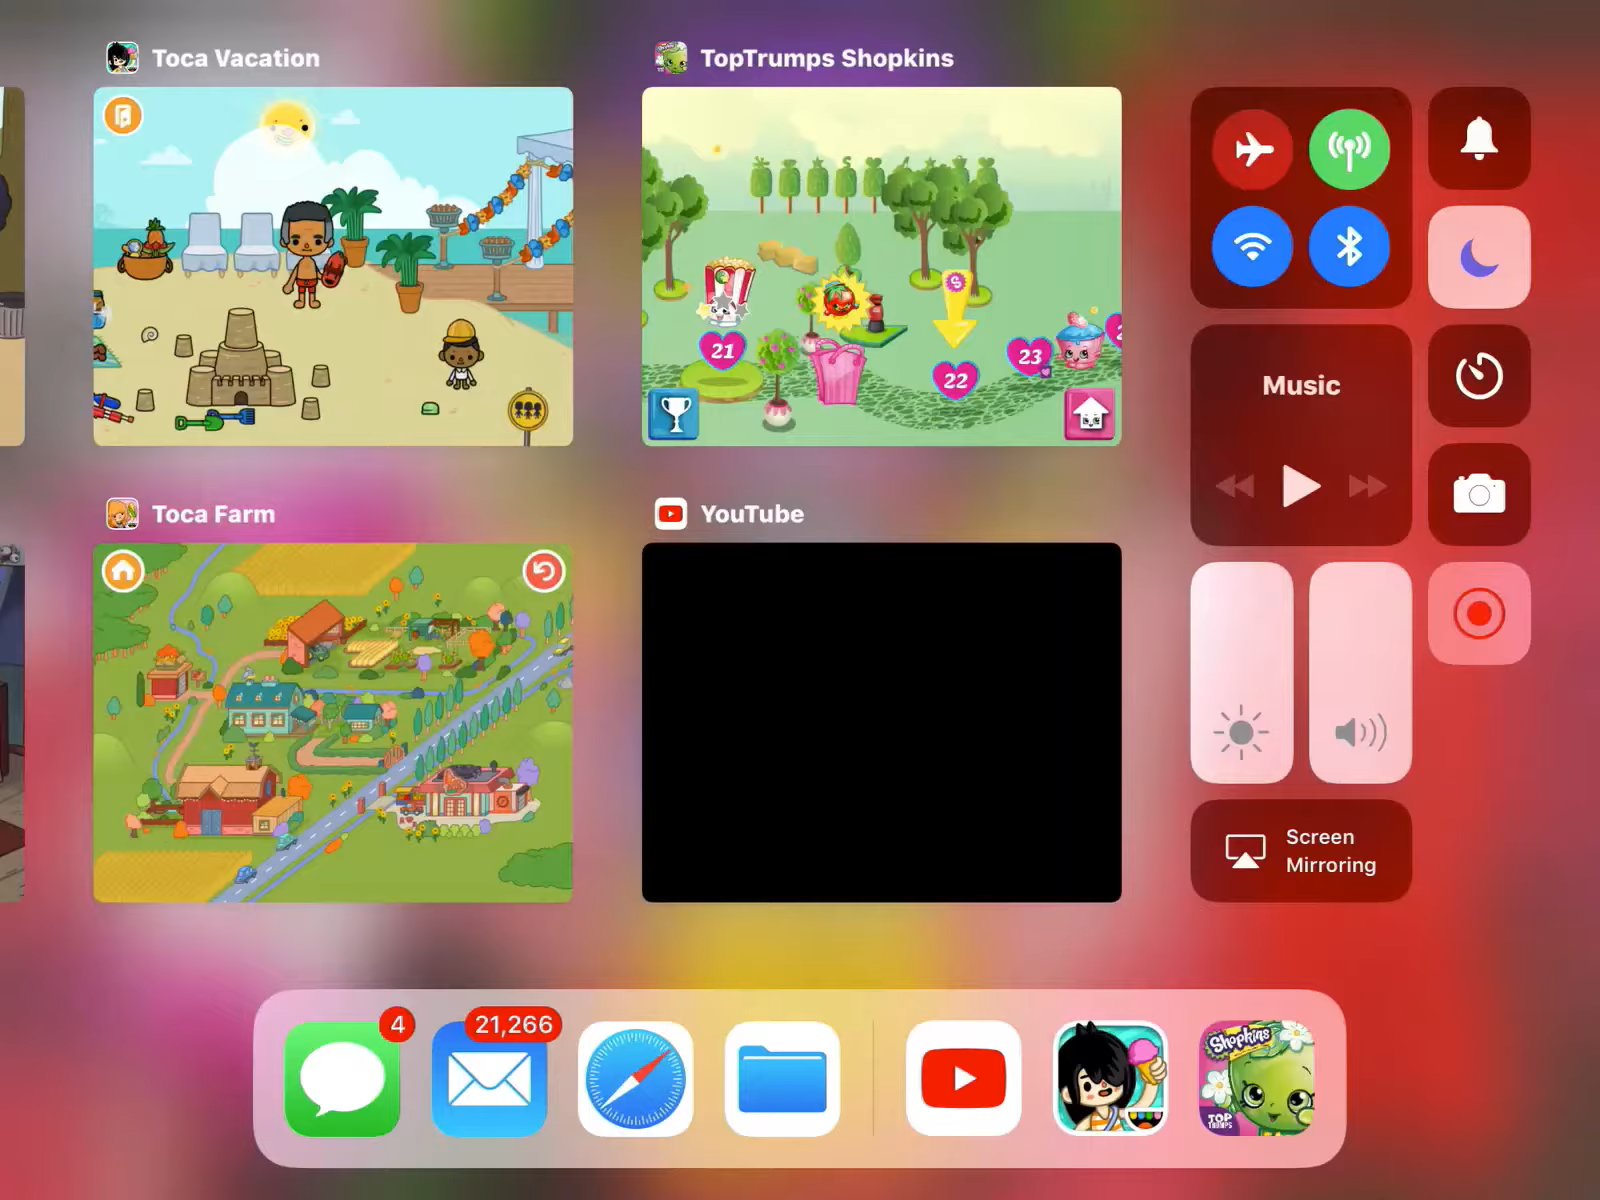 Toca Vacation
TopTrumps Shopkins
21
22
23
Music
Toca Farm
YouTube
Screen
Mirroring
4
21,266
Shopkins
TOP
TRUMPS